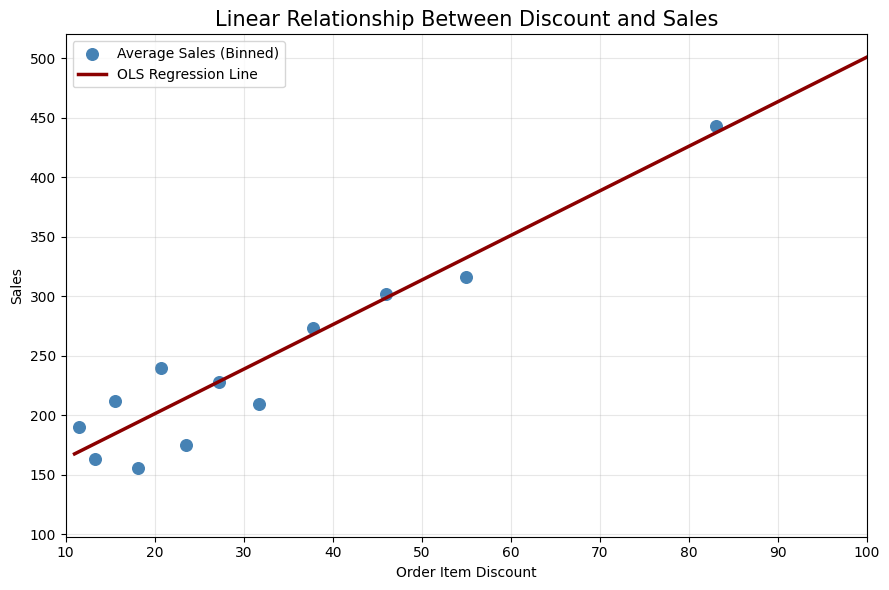 Linear Relationship Between Discount and Sales
Average Sales (Binned)
OLS Regression Line
500
450
400
350
300
250
200
150
100
Sales
10 20 30 40 50 60 70 80 90 100
Order Item Discount